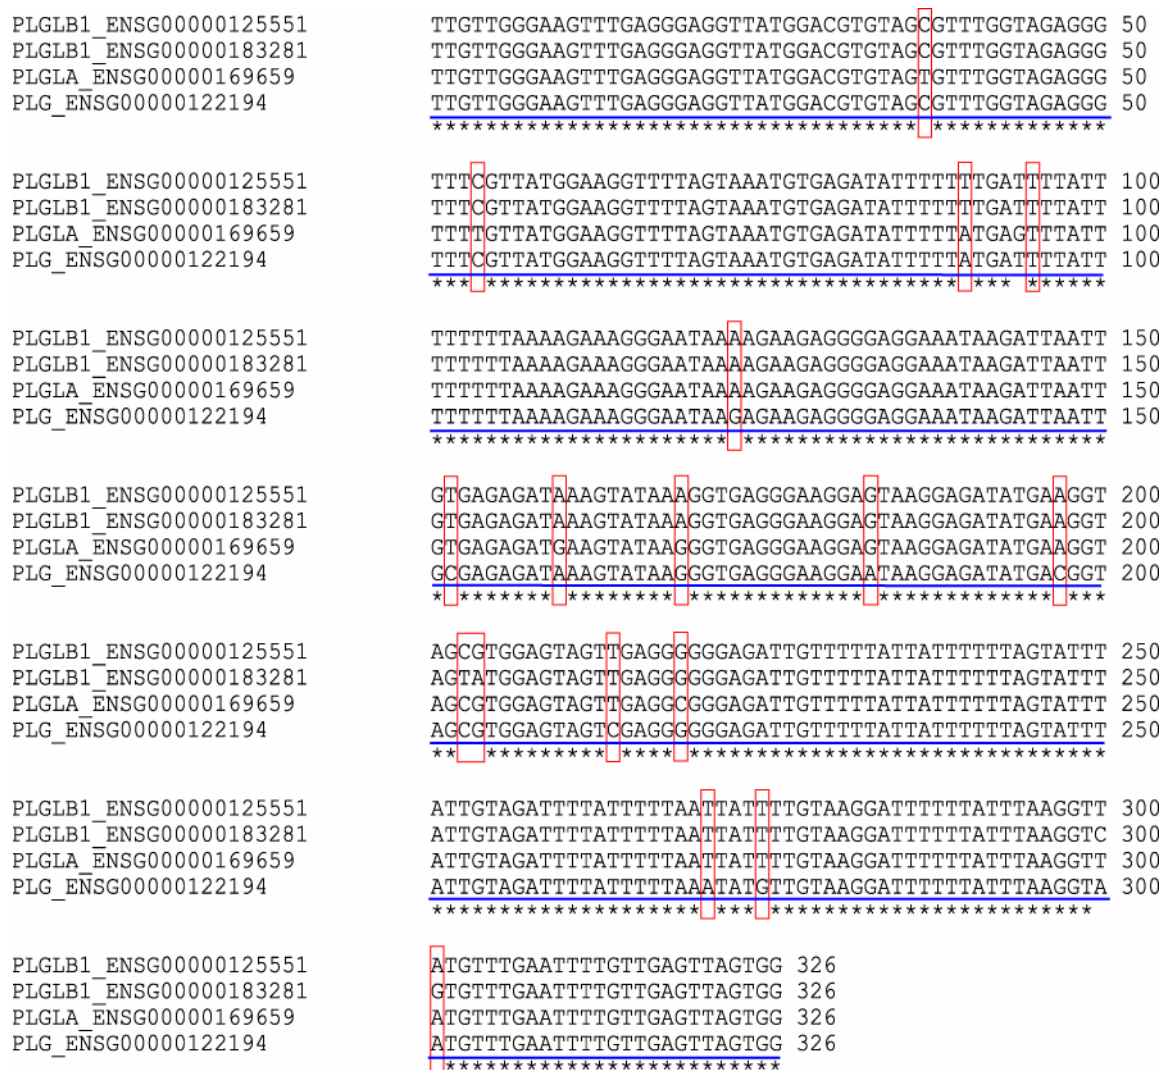 PLGLB1_ENSG00000125551 TTGTTGGGAAGTTTGAGGGAGGTTATGGACGTGTAGCGTTTGGTAGAGGG 50
PLGLB1_ENSG00000183281 TTGTTGGGAAGTTTGAGGGAGGTTATGGACGTGTAGCGTTTGGTAGAGGG 50
PLGLA_ENSG00000169659 TTGTTGGGAAGTTTGAGGGAGGTTATGGACGTGTAGTGTTTGGTAGAGGG 50
PLG_ENSG00000122194 TTGTTGGGAAGTTTGAGGGAGGTTATGGACGTGTAGCGTTTGGTAGAGGG 50
************************************ *************
PLGLB1_ENSG00000125551 TTTCGTTATGGAAGGTTTTAGTAAATGTGAGATATTTTTTTGATTTTATT 100
PLGLB1_ENSG00000183281 TTTCGTTATGGAAGGTTTTAGTAAATGTGAGATATTTTTTTGATTTTATT 100
PLGLA_ENSG00000169659 TTTTGTTATGGAAGGTTTTAGTAAATGTGAGATATTTTTATGAGTTTATT 100
PLG_ENSG00000122194 TTTCGTTATGGAAGGTTTTAGTAAATGTGAGATATTTTTATGATTTTATT 100
*** *********************************** *** ******
PLGLB1_ENSG00000125551 TTTTTTAAAAGAAAGGGAATAAAAGAAGAGGGGAGGAAATAAGATTAATT 150
PLGLB1_ENSG00000183281 TTTTTTAAAAGAAAGGGAATAAAAGAAGAGGGGAGGAAATAAGATTAATT 150
PLGLA_ENSG00000169659 TTTTTTAAAAGAAAGGGAATAAAAGAAGAGGGGAGGAAATAAGATTAATT 150
PLG_ENSG00000122194 TTTTTTAAAAGAAAGGGAATAAGAGAAGAGGGGAGGAAATAAGATTAATT 150
********************** ***************************
PLGLB1_ENSG00000125551 GTGAGAGATAAAGTATAAAGGTGAGGGAAGGAGTAAGGAGATATGAAGGT 200
PLGLB1_ENSG00000183281 GTGAGAGATAAAGTATAAAGGTGAGGGAAGGAGTAAGGAGATATGAAGGT 200
PLGLA_ENSG00000169659 GTGAGAGATGAAGTATAAGGGTGAGGGAAGGAGTAAGGAGATATGAAGGT 200
PLG_ENSG00000122194 GCGAGAGATAAAGTATAAGGGTGAGGGAAGGAATAAGGAGATATGACGGT 200
* ******* ******** ************* ************* ***
PLGLB1_ENSG00000125551 AGCGTGGAGTAGTTGAGGGGGGAGATTGTTTTTATTATTTTTTAGTATTT 250
PLGLB1_ENSG00000183281 AGTATGGAGTAGTTGAGGGGGGAGATTGTTTTTATTATTTTTTAGTATTT 250
PLGLA_ENSG00000169659 AGCGTGGAGTAGTTGAGGCGGGAGATTGTTTTTATTATTTTTTAGTATTT 250
PLG_ENSG00000122194 AGCGTGGAGTAGTCGAGGGGGGAGATTGTTTTTATTATTTTTTAGTATTT 250
**  ********* **** *******************************
PLGLB1_ENSG00000125551 ATTGTAGATTTTATTTTTAATTATTTTGTAAGGATTTTTTATTTAAGGTT 300
PLGLB1_ENSG00000183281 ATTGTAGATTTTATTTTTAATTATTTTGTAAGGATTTTTTATTTAAGGTC 300
PLGLA_ENSG00000169659 ATTGTAGATTTTATTTTTAATTATTTTGTAAGGATTTTTTATTTAAGGTT 300
PLG_ENSG00000122194 ATTGTAGATTTTATTTTTAAATATGTTGTAAGGATTTTTTATTTAAGGTA 300
******************** *** ************************
PLGLB1_ENSG00000125551 ATGTTTGAATTTTGTTGAGTTAGTGG 326
PLGLB1_ENSG00000183281 GTGTTTGAATTTTGTTGAGTTAGTGG 326
PLGLA_ENSG00000169659 ATGTTTGAATTTTGTTGAGTTAGTGG 326
PLG_ENSG00000122194 ATGTTTGAATTTTGTTGAGTTAGTGG 326
*************************